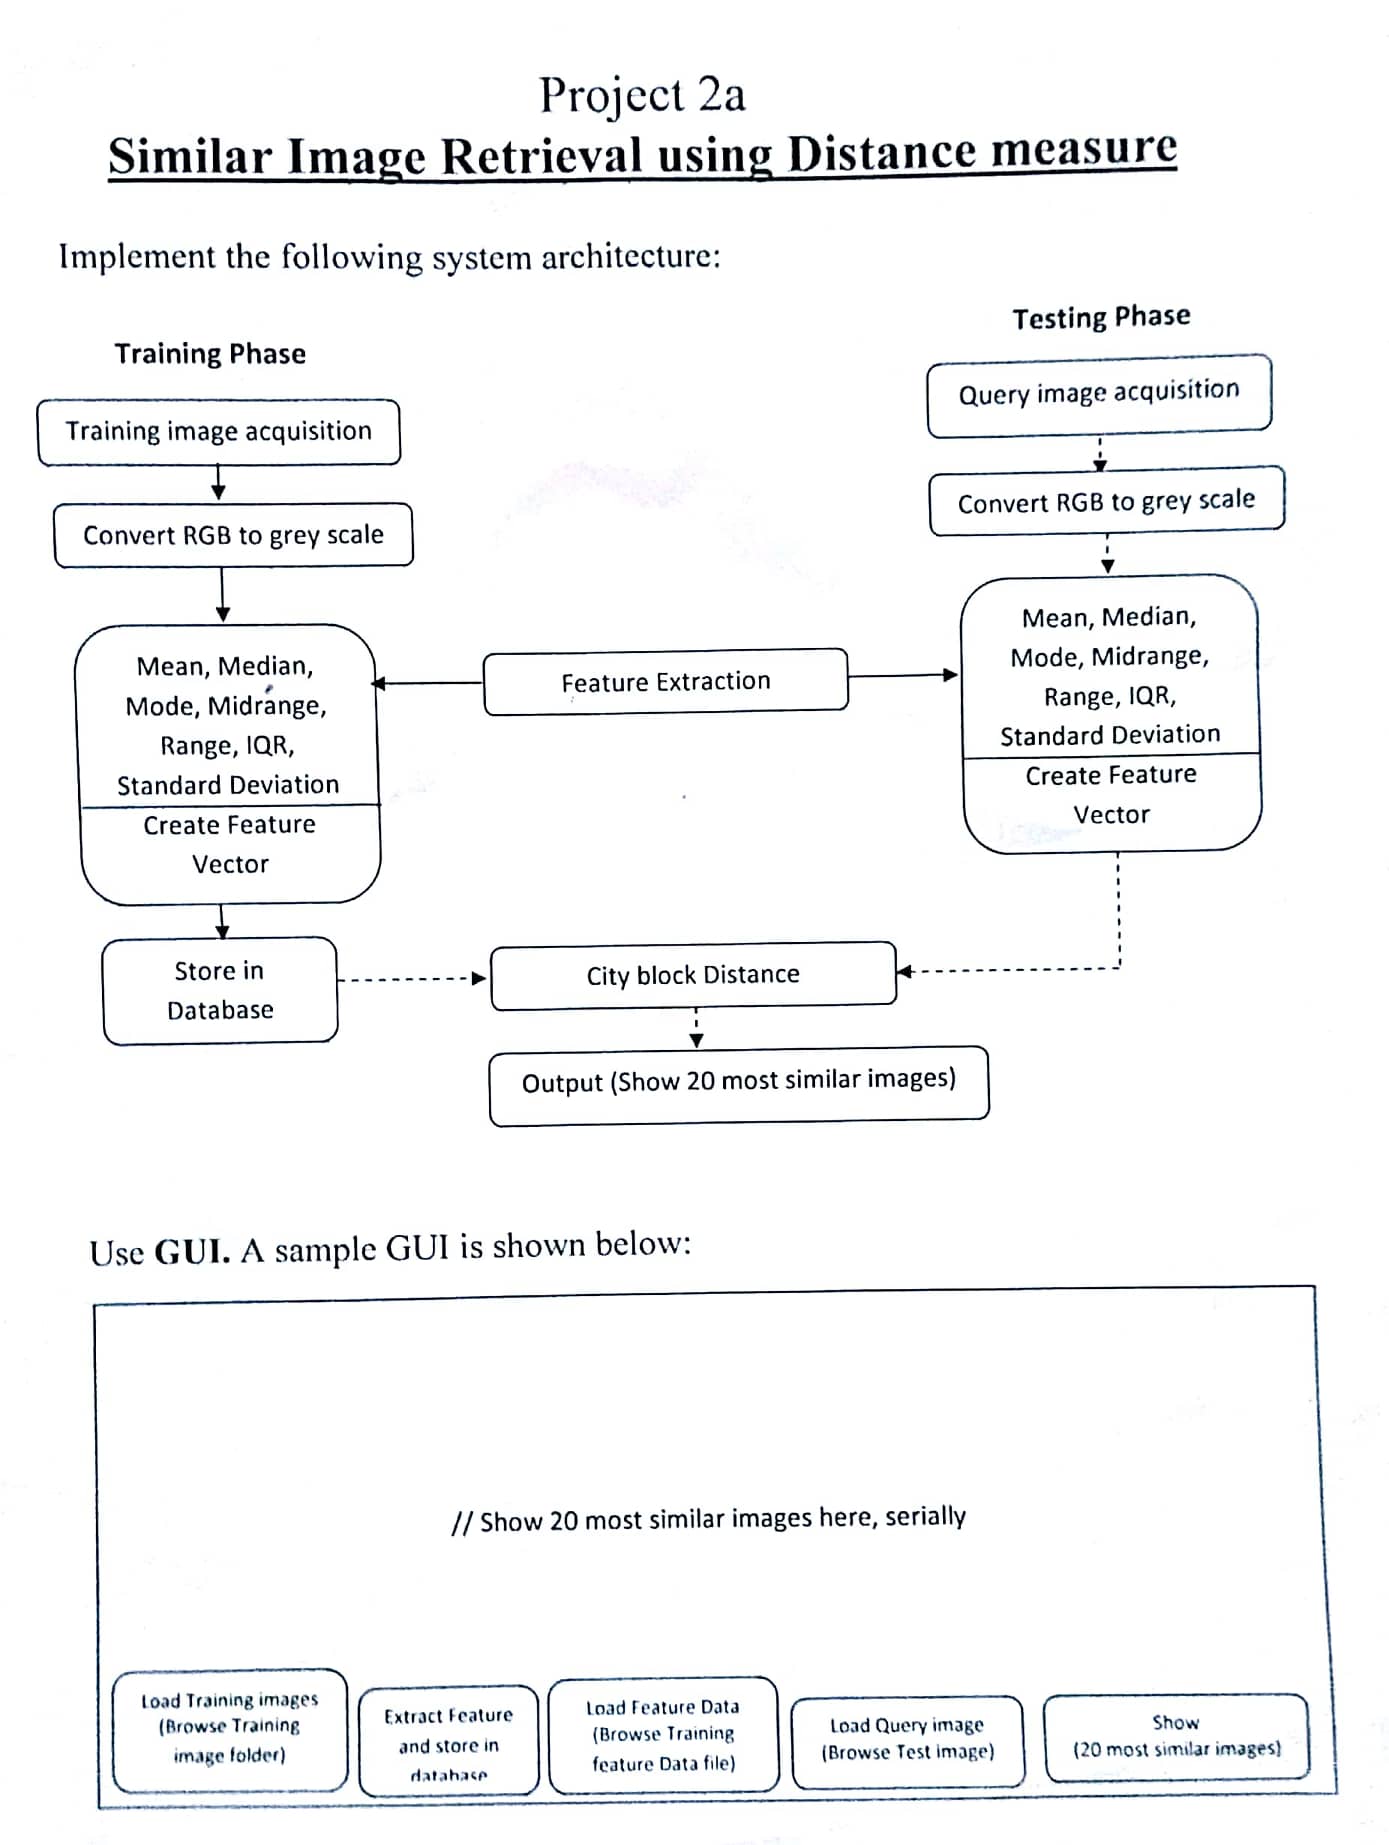 Project 2a
Similar Image Retrieval using Distance measure
Implement the following system architecture:
Training Phase
Training image acquisition
Convert RGB to grey scale
Mean, Median,
Mode, Midrange,
Range, IQR,
Standard Deviation
Create Feature
Vector
Store in
Database
Feature Extraction
Testing Phase
Query image acquisition
Convert RGB to grey scale
Mean, Median,
Mode, Midrange,
Range, IQR,
Standard Deviation
Create Feature
Vector
City block Distance
Output (Show 20 most similar images)
Use GUI. A sample GUI is shown below:
// Show 20 most similar images here, serially
Load Training images
(Browse Training
image folder)
Extract Feature
and store in
database
Load Feature Data
(Browse Training
feature Data file)
Load Query image
(Browse Test image)
Show
(20 most similar images)